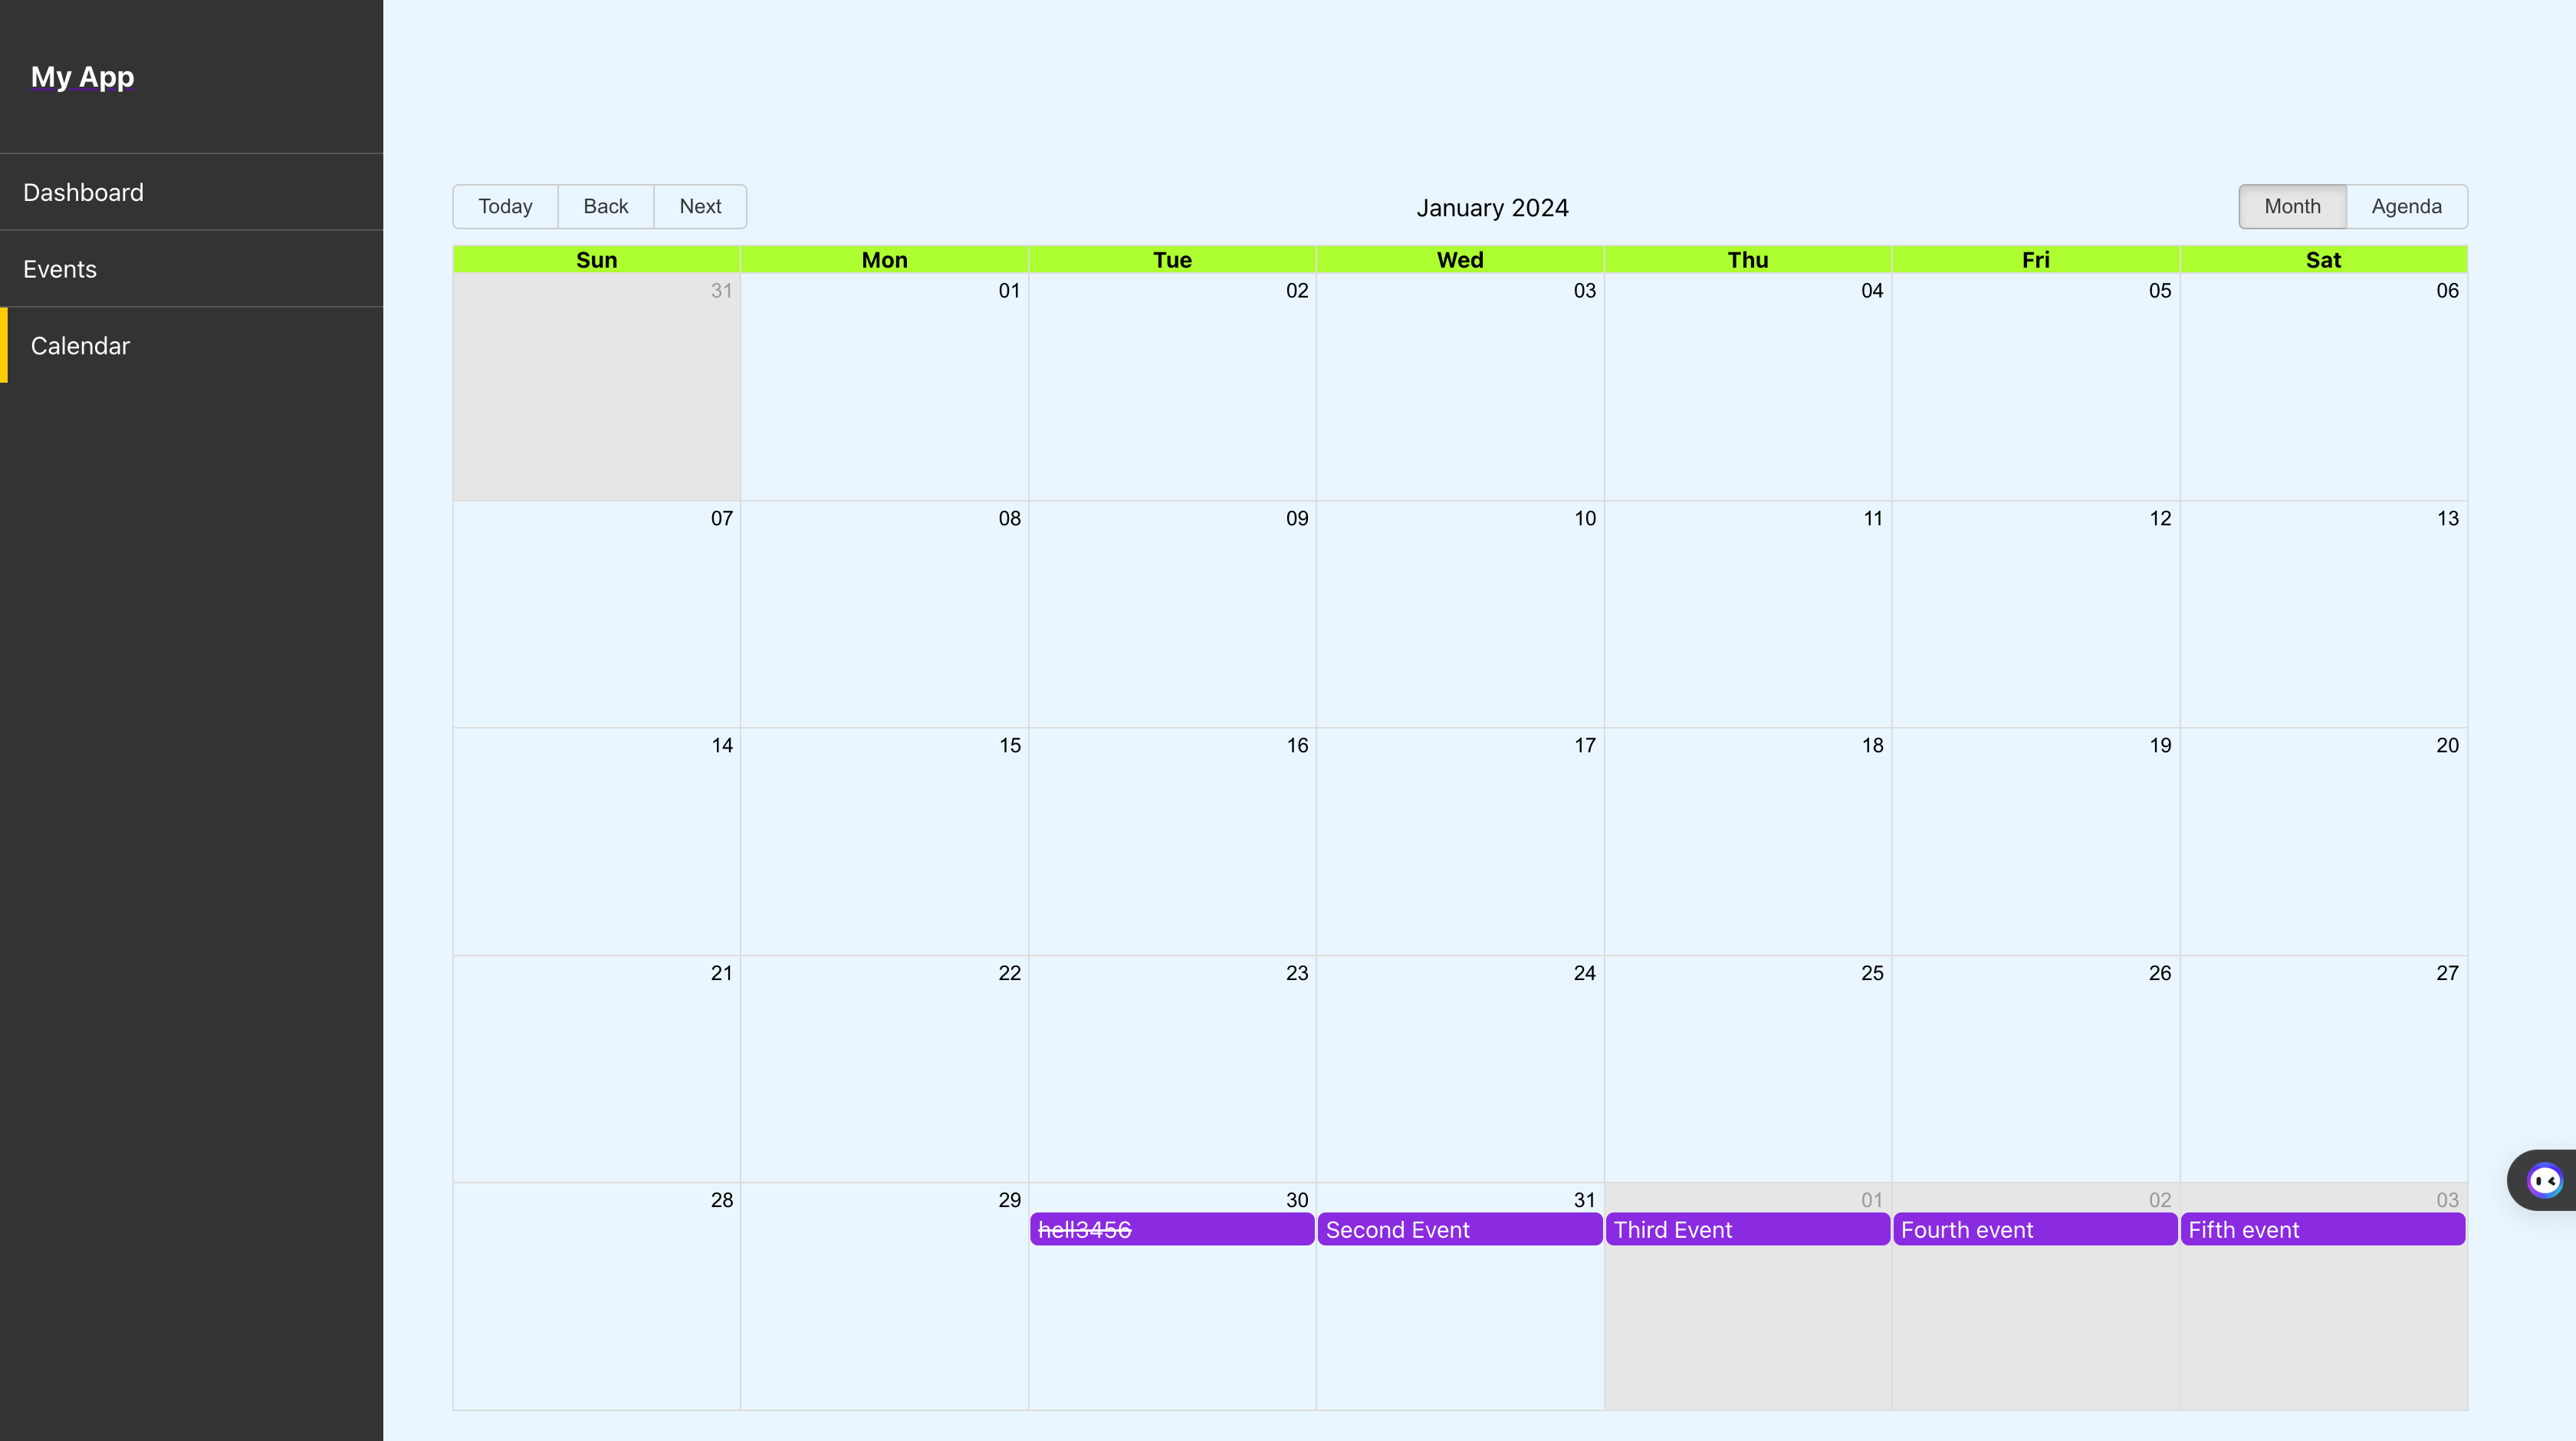 My App
Dashboard
Events
Calendar
Today Back Next January 2024 Month Agenda
Sun Mon Tue Wed Thu Fri Sat
31 01 02 03 04 05 06
07 08 09 10 11 12 13
14 15 16 17 18 19 20
21 22 23 24 25 26 27
28 29 30 31 01 02 03
hell3456 Second Event Third Event Fourth event Fifth event